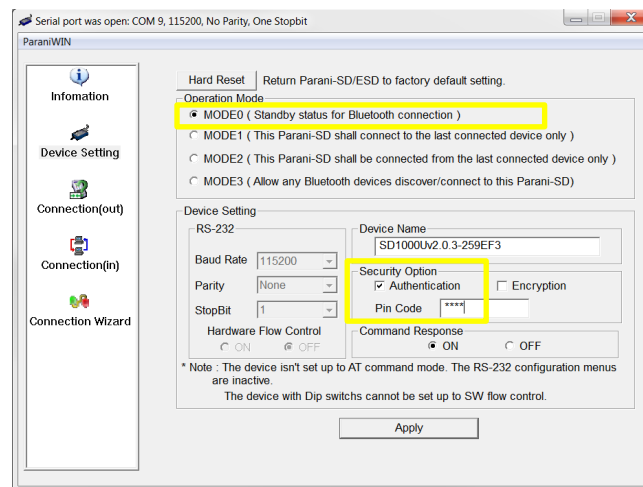 Serial port was open: COM 9, 115200, No Parity, One Stopbit
ParaniWIN
Infomation
Device Setting
Connection(out)
Connection(in)
Connection Wizard
Hard Reset Return Parani-SD/ESD to factory default setting.
Operation Mode
MODE0 ( Standby status for Bluetooth connection )
MODE1 ( This Parani-SD shall connect to the last connected device only )
MODE2 ( This Parani-SD shall be connected from the last connected device only )
MODE3 ( Allow any Bluetooth devices discover/connect to this Parani-SD)
Device Setting
RS-232
Baud Rate 115200
Parity None
StopBit 1
Hardware Flow Control
ON OFF
Device Name
SD1000Uv2.0.3-259EF3
Security Option
Authentication Encryption
Pin Code ****
Command Response
ON OFF
* Note : The device isn't set up to AT command mode. The RS-232 configuration menus
are inactive.
The device with Dip switchs cannot be set up to SW flow control.
Apply